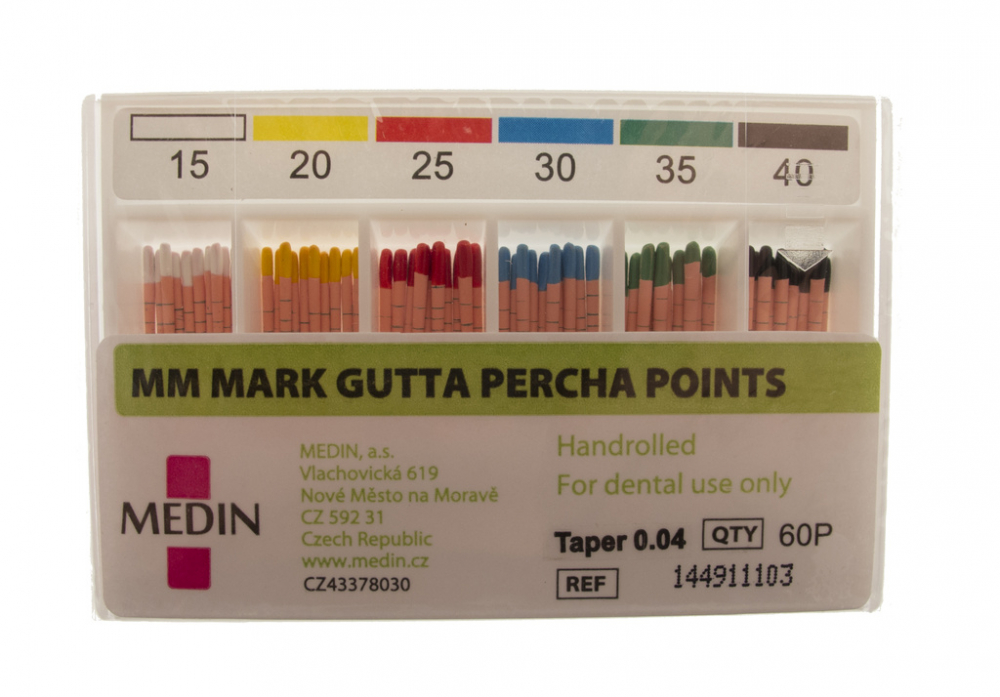 15 20 25 30 35 40
MM MARK GUTTA PERCHA POINTS
MEDIN
MEDIN, a.s.
Vlachovická 619
Nové Město na Moravě
CZ 592 31
Czech Republic
www.medin.cz
CZ43378030
Handrolled
For dental use only
Taper 0.04 QTY 60P
REF 144911103